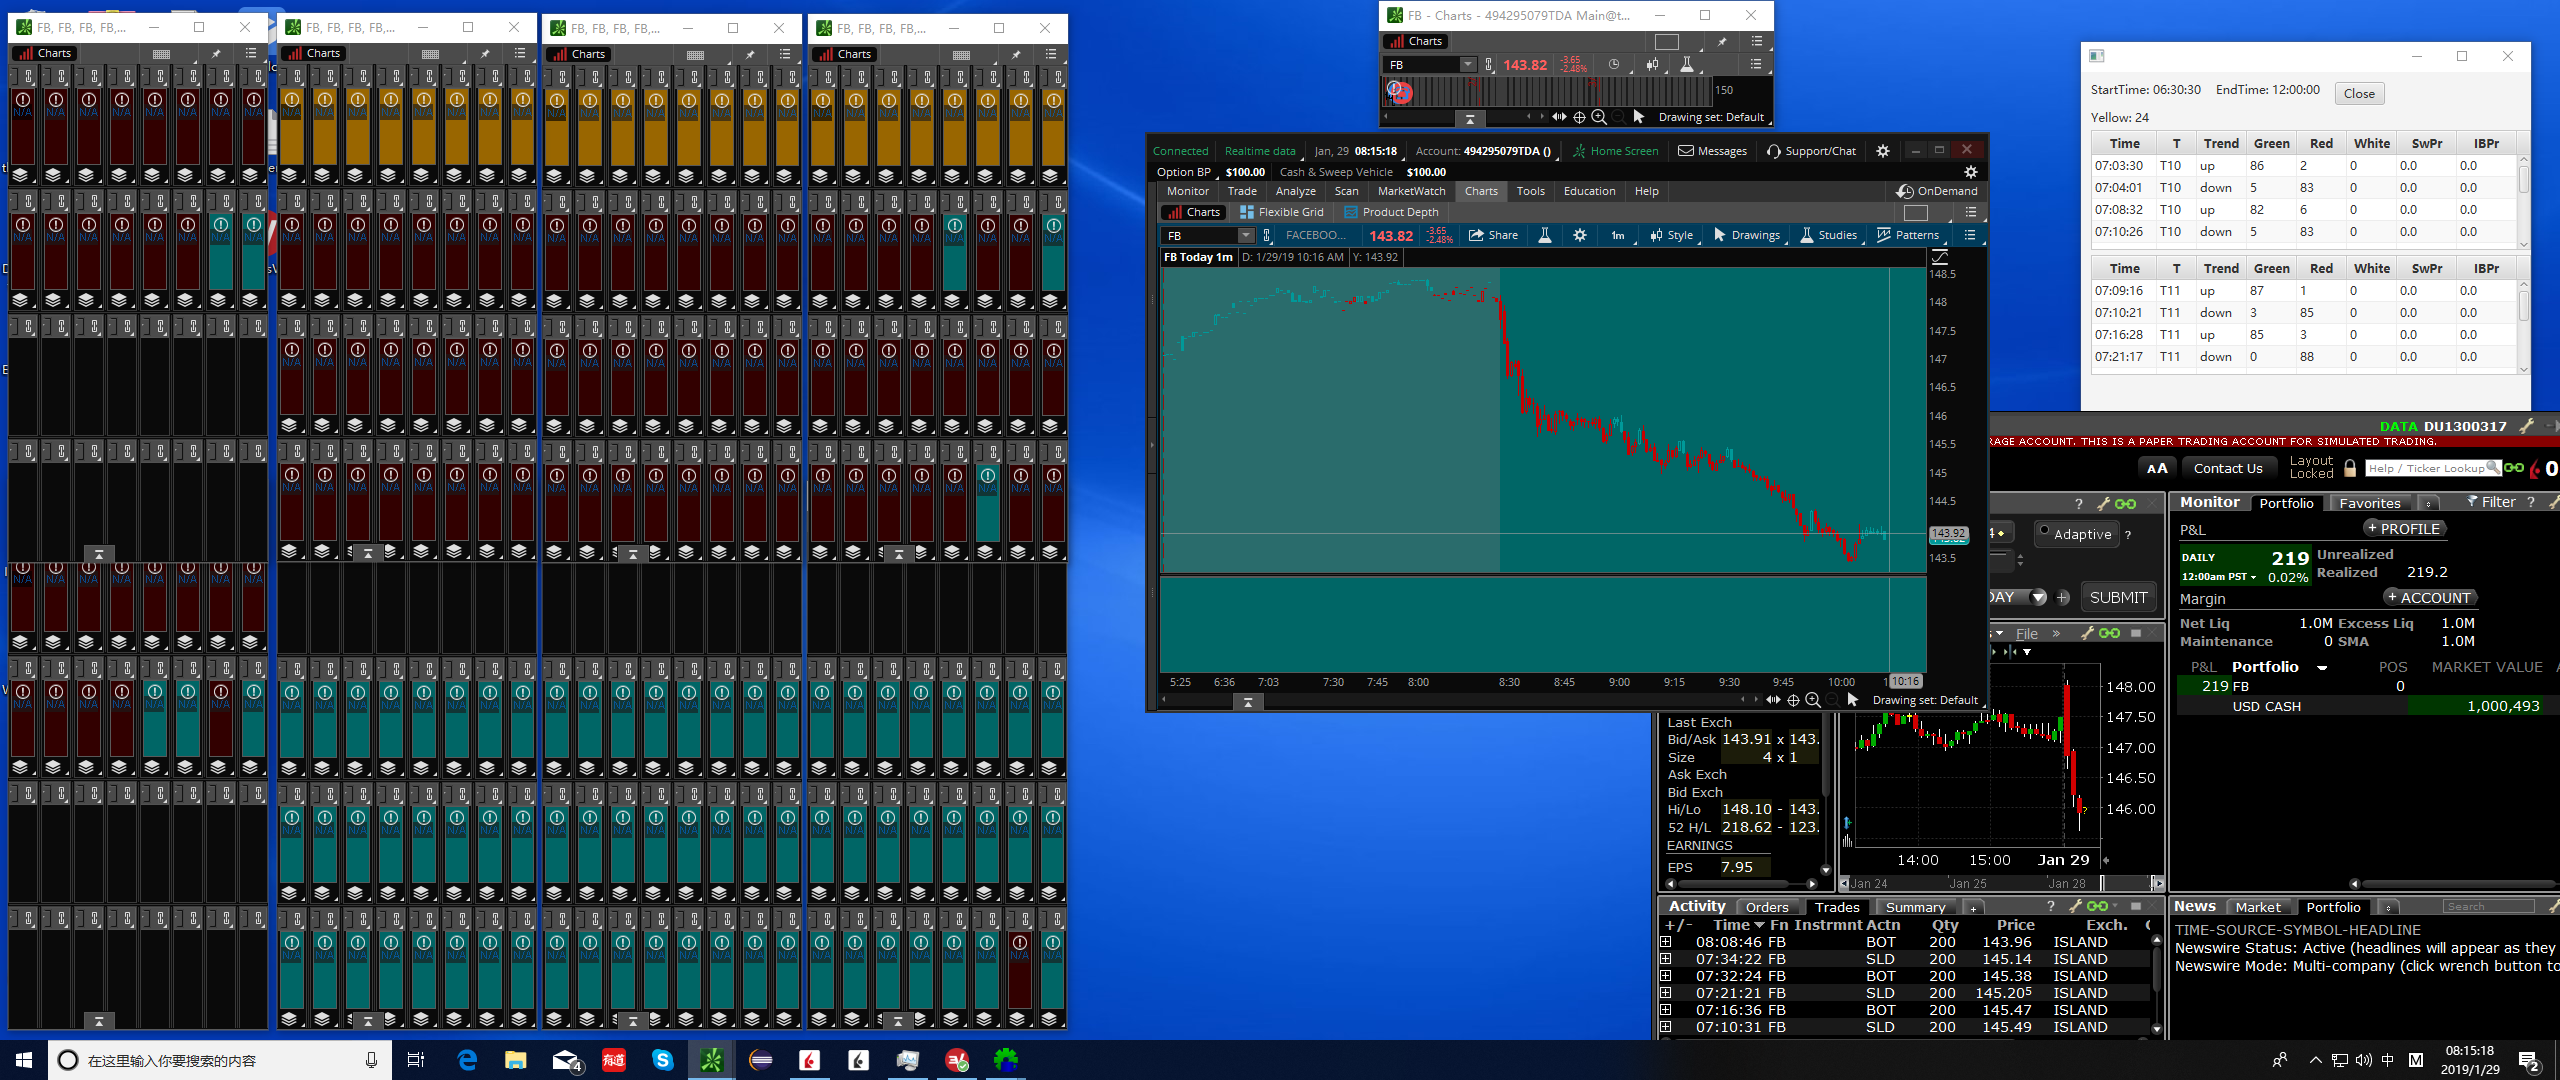 FB, FB, FB, FB,...
Charts
FB, FB, FB, FB,...
Charts
FB, FB, FB, FB,...
Charts
FB, FB, FB, FB,...
Charts
N/A
FB - Charts - 494295079TDA Main@t...
Charts
FB 143.82 -3.65 -2.48%
150
Drawing set: Default
Connected Realtime data Jan, 29 08:15:18 Account: 494295079TDA () Home Screen Messages Support/Chat
Option BP $100.00 Cash & Sweep Vehicle $100.00
Monitor Trade Analyze Scan MarketWatch Charts Tools Education Help OnDemand
Charts Flexible Grid Product Depth
FB FACEBOO... 143.82 -3.65 -2.48% Share 1m Style Drawings Studies Patterns
FB Today 1m D: 1/29/19 10:16 AM Y: 143.92
148.5
148
147.5
147
146.5
146
145.5
145
144.5
143.92
143.5
5:25 6:36 7:03 7:30 7:45 8:00 8:30 8:45 9:00 9:15 9:30 9:45 10:00 10:16
Drawing set: Default
StartTime: 06:30:30 EndTime: 12:00:00 Close
Yellow: 24
Time T Trend Green Red White SwPr IBPr
07:03:30 T10 up 86 2 0 0.0 0.0
07:04:01 T10 down 5 83 0 0.0 0.0
07:08:32 T10 up 82 6 0 0.0 0.0
07:10:26 T10 down 5 83 0 0.0 0.0
Time T Trend Green Red White SwPr IBPr
07:09:16 T11 up 87 1 0 0.0 0.0
07:10:21 T11 down 3 85 0 0.0 0.0
07:16:28 T11 up 85 3 0 0.0 0.0
07:21:17 T11 down 0 88 0 0.0 0.0
DATA DU1300317
RAGE ACCOUNT. THIS IS A PAPER TRADING ACCOUNT FOR SIMULATED TRADING.
AA Contact Us Layout Locked Help / Ticker Lookup 0
Monitor Portfolio Favorites Filter ?
P&L + PROFILE
DAILY 219 Unrealized
12:00am PST 0.02% Realized 219.2
Margin + ACCOUNT
Net Liq 1.0M Excess Liq 1.0M
Maintenance 0 SMA 1.0M
P&L Portfolio POS MARKET VALUE
219 FB 0
USD CASH 1,000,493
Adaptive ?
DAY + SUBMIT
File »
148.00
147.50
147.00
146.50
146.00
14:00 15:00 Jan 29
Jan 24 Jan 25 Jan 28
Last Exch
Bid/Ask 143.91 x 143.
Size 4 x 1
Ask Exch
Bid Exch
Hi/Lo 148.10 - 143.
52 H/L 218.62 - 123.
EARNINGS
EPS 7.95
Activity Orders Trades Summary +
+/- Time Fn Instrmnt Actn Qty Price Exch.
08:08:46 FB BOT 200 143.96 ISLAND
07:34:22 FB SLD 200 145.14 ISLAND
07:32:24 FB BOT 200 145.38 ISLAND
07:21:21 FB SLD 200 145.205 ISLAND
07:16:36 FB BOT 200 145.47 ISLAND
07:10:31 FB SLD 200 145.49 ISLAND
News Market Portfolio Search
TIME-SOURCE-SYMBOL-HEADLINE
Newswire Status: Active (headlines will appear as they
Newswire Mode: Multi-company (click wrench button to
在这里输入你要搜索的内容
4
有道
中 M
08:15:18
2019/1/29
2